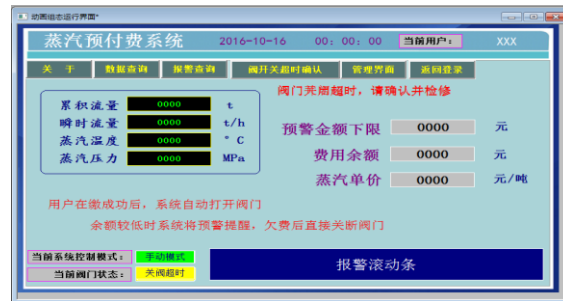 动画组态运行界面*
蒸汽预付费系统 2016-10-16 00: 00: 00 当前用户: XXX
关 于 数据查询 报警查询 阀开关超时确认 管理界面 返回登录
阀门关闭超时，请确认并检修
累积流量 0000 t
瞬时流量 0000 t/h
蒸汽温度 0000 °C
蒸汽压力 0000 MPa
预警金额下限 0000 元
费用余额 0000 元
蒸汽单价 0000 元/吨
用户在缴成功后，系统自动打开阀门
余额较低时系统将预警提醒，欠费后直接关断阀门
当前系统控制模式: 手动模式
当前阀门状态: 关阀超时
报警滚动条